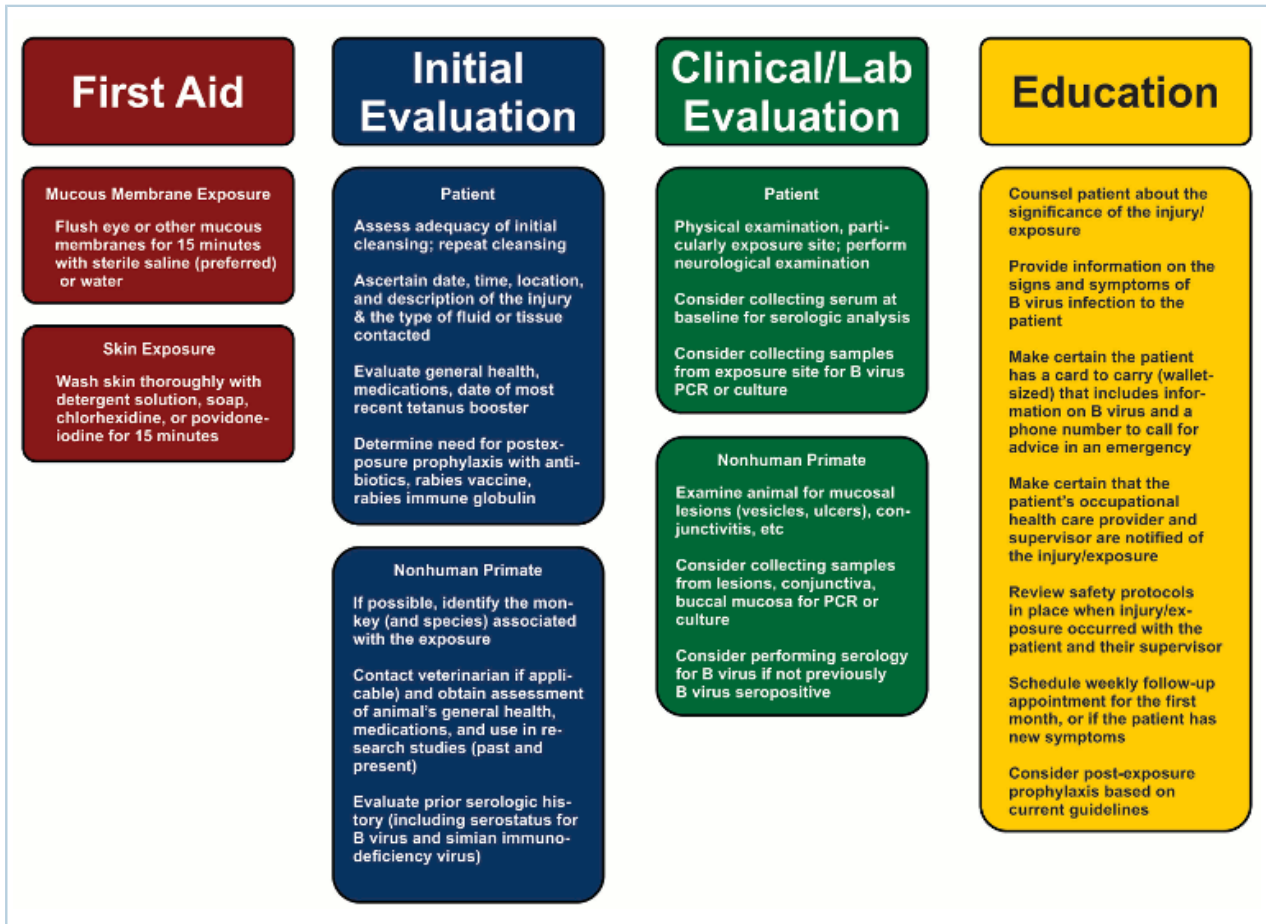 First Aid
Mucous Membrane Exposure
Flush eye or other mucous
membranes for 15 minutes
with sterile saline (preferred)
or water
Skin Exposure
Wash skin thoroughly with
detergent solution, soap,
chlorhexidine, or povidone-
iodine for 15 minutes
Initial
Evaluation
Patient
Assess adequacy of initial
cleansing; repeat cleansing
Ascertain date, time, location,
and description of the injury
& the type of fluid or tissue
contacted
Evaluate general health,
medications, date of most
recent tetanus booster
Determine need for postex-
posure prophylaxis with anti-
biotics, rabies vaccine,
rabies immune globulin
Nonhuman Primate
If possible, identify the mon-
key (and species) associated
with the exposure
Contact veterinarian if appli-
cable) and obtain assessment
of animal's general health,
medications, and use in re-
search studies (past and
present)
Evaluate prior serologic his-
tory (including serostatus for
B virus and simian immuno-
deficiency virus)
Clinical/Lab
Evaluation
Patient
Physical examination, parti-
cularly exposure site; perform
neurological examination
Consider collecting serum at
baseline for serologic analysis
Consider collecting samples
from exposure site for B virus
PCR or culture
Nonhuman Primate
Examine animal for mucosal
lesions (vesicles, ulcers), con-
junctivitis, etc
Consider collecting samples
from lesions, conjunctiva,
buccal mucosa for PCR or
culture
Consider performing serology
for B virus if not previously
B virus seropositive
Education
Counsel patient about the
significance of the injury/
exposure
Provide information on the
signs and symptoms of
B virus infection to the
patient
Make certain the patient
has a card to carry (wallet-
sized) that includes infor-
mation on B virus and a
phone number to call for
advice in an emergency
Make certain that the
patient's occupational
health care provider and
supervisor are notified of
the injury/exposure
Review safety protocols
in place when injury/ex-
posure occurred with the
patient and their supervisor
Schedule weekly follow-up
appointment for the first
month, or if the patient has
new symptoms
Consider post-exposure
prophylaxis based on
current guidelines